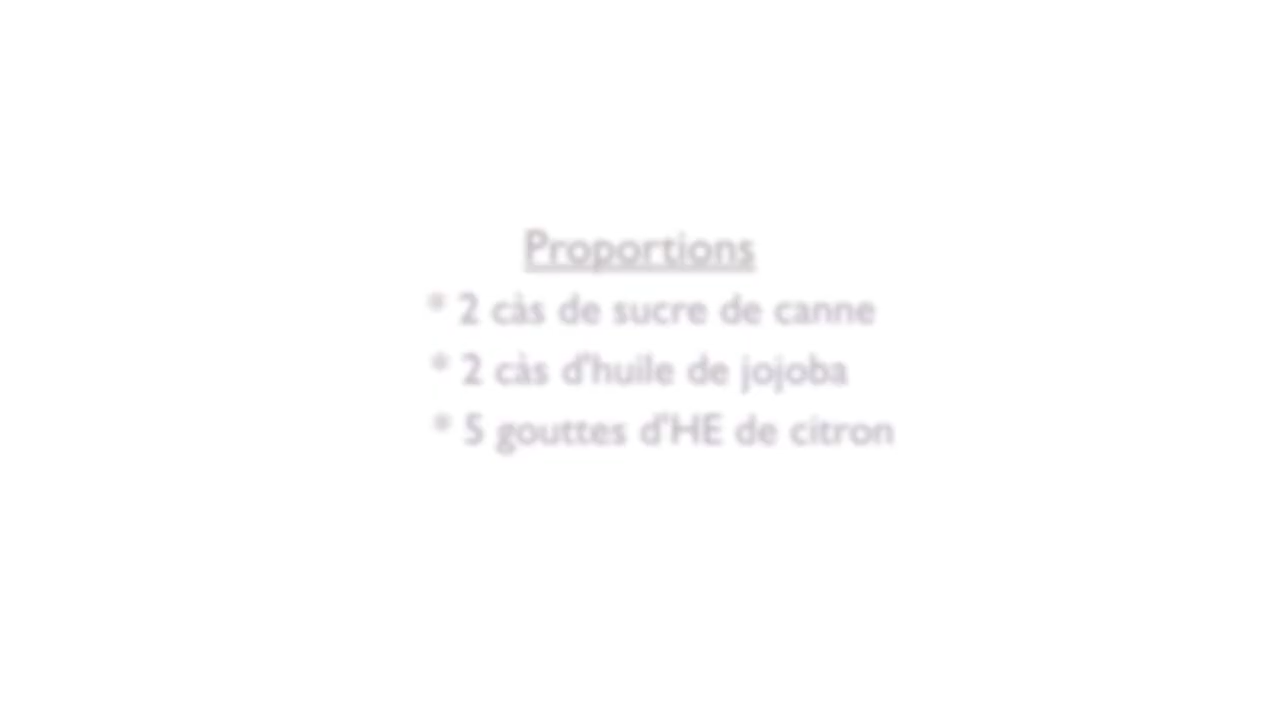 Proportions
* 2 càs de sucre de canne
* 2 càs d'huile de jojoba
* 5 gouttes d'HE de citron